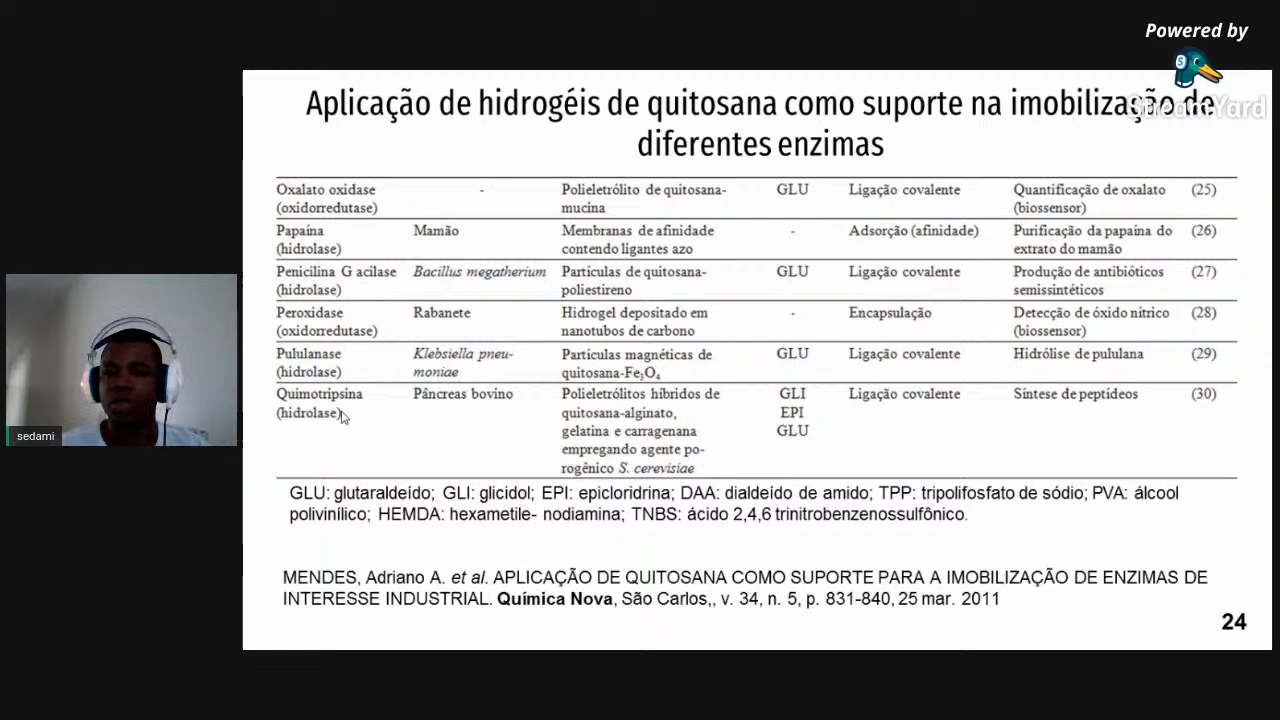 Powered by
StreamYard
Aplicação de hidrogéis de quitosana como suporte na imobilização de
diferentes enzimas
Oxalato oxidase - Polieletrólito de quitosana- GLU Ligação covalente Quantificação de oxalato (25)
(oxidorredutase) mucina (biossensor)
Papaína Mamão Membranas de afinidade - Adsorção (afinidade) Purificação da papaína do (26)
(hidrolase) contendo ligantes azo extrato do mamão
Penicilina G acilase Bacillus megatherium Partículas de quitosana- GLU Ligação covalente Produção de antibióticos (27)
(hidrolase) poliestireno semissintéticos
Peroxidase Rabanete Hidrogel depositado em - Encapsulação Detecção de óxido nítrico (28)
(oxidorredutase) nanotubos de carbono (biossensor)
Pululanase Klebsiella pneu- Partículas magnéticas de GLU Ligação covalente Hidrólise de pululana (29)
(hidrolase) moniae quitosana-Fe₃O₄
Quimotripsina Pâncreas bovino Polieletrólitos híbridos de GLI Ligação covalente Síntese de peptídeos (30)
(hidrolase) quitosana-alginato, EPI
gelatina e carragenana GLU
empregando agente po-
rogênico S. cerevisiae
GLU: glutaraldeído; GLI: glicidol; EPI: epicloridrina; DAA: dialdeído de amido; TPP: tripolifosfato de sódio; PVA: álcool
polivinílico; HEMDA: hexametile- nodiamina; TNBS: ácido 2,4,6 trinitrobenzenossulfônico.
MENDES, Adriano A. et al. APLICAÇÃO DE QUITOSANA COMO SUPORTE PARA A IMOBILIZAÇÃO DE ENZIMAS DE
INTERESSE INDUSTRIAL. Química Nova, São Carlos,, v. 34, n. 5, p. 831-840, 25 mar. 2011
24
sedami